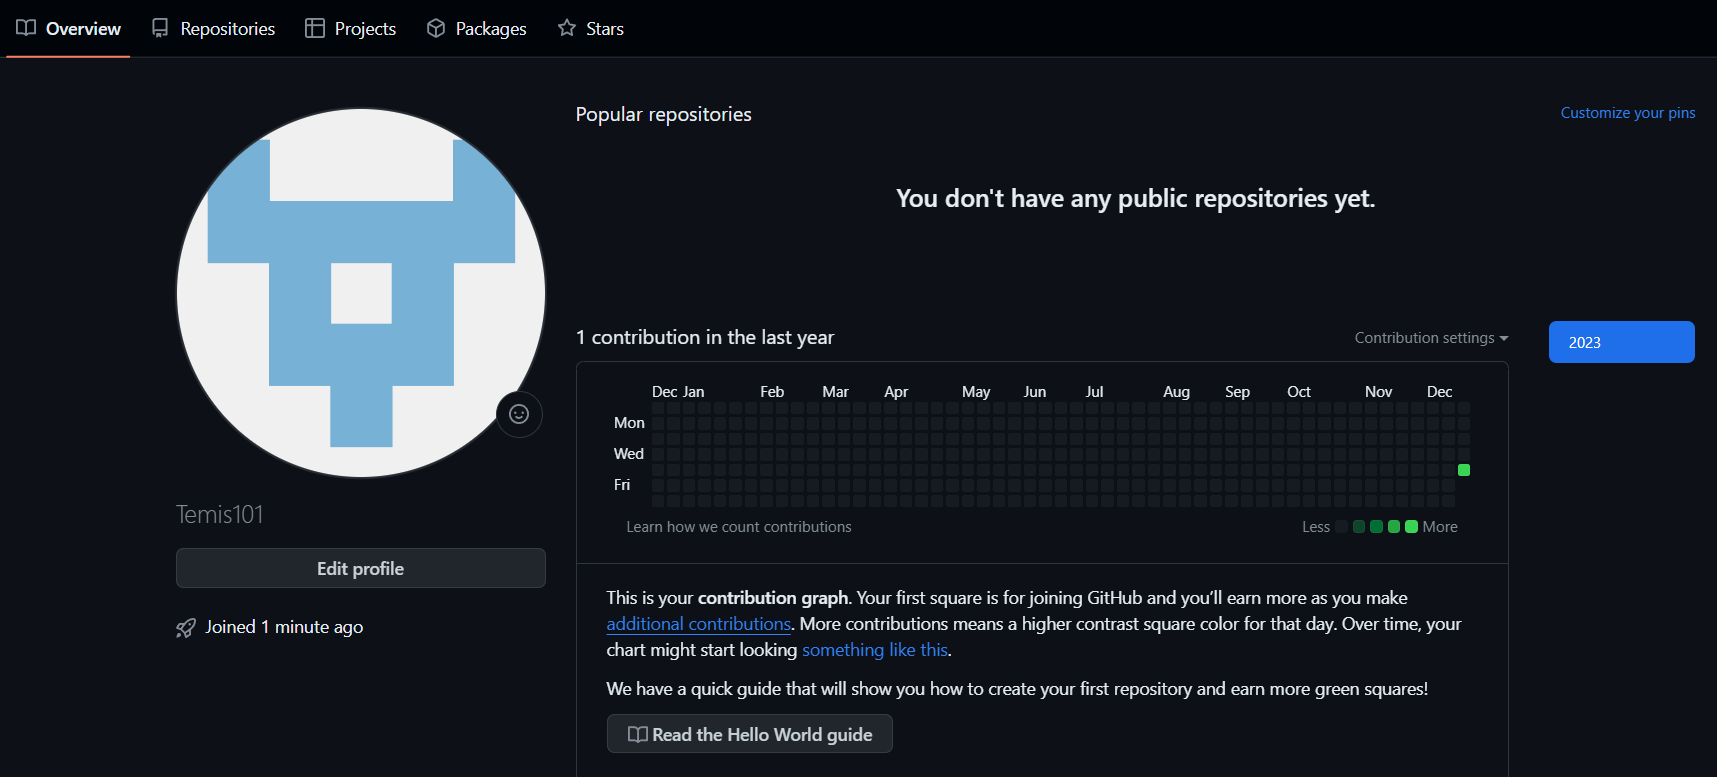 Overview Repositories Projects Packages Stars
Popular repositories
Customize your pins
You don't have any public repositories yet.
1 contribution in the last year
Contribution settings
2023
Dec Jan Feb Mar Apr May Jun Jul Aug Sep Oct Nov Dec
Mon
Wed
Fri
Learn how we count contributions
Less More
Temis101
Edit profile
Joined 1 minute ago
This is your contribution graph. Your first square is for joining GitHub and you’ll earn more as you make
additional contributions. More contributions means a higher contrast square color for that day. Over time, your
chart might start looking something like this.
We have a quick guide that will show you how to create your first repository and earn more green squares!
Read the Hello World guide